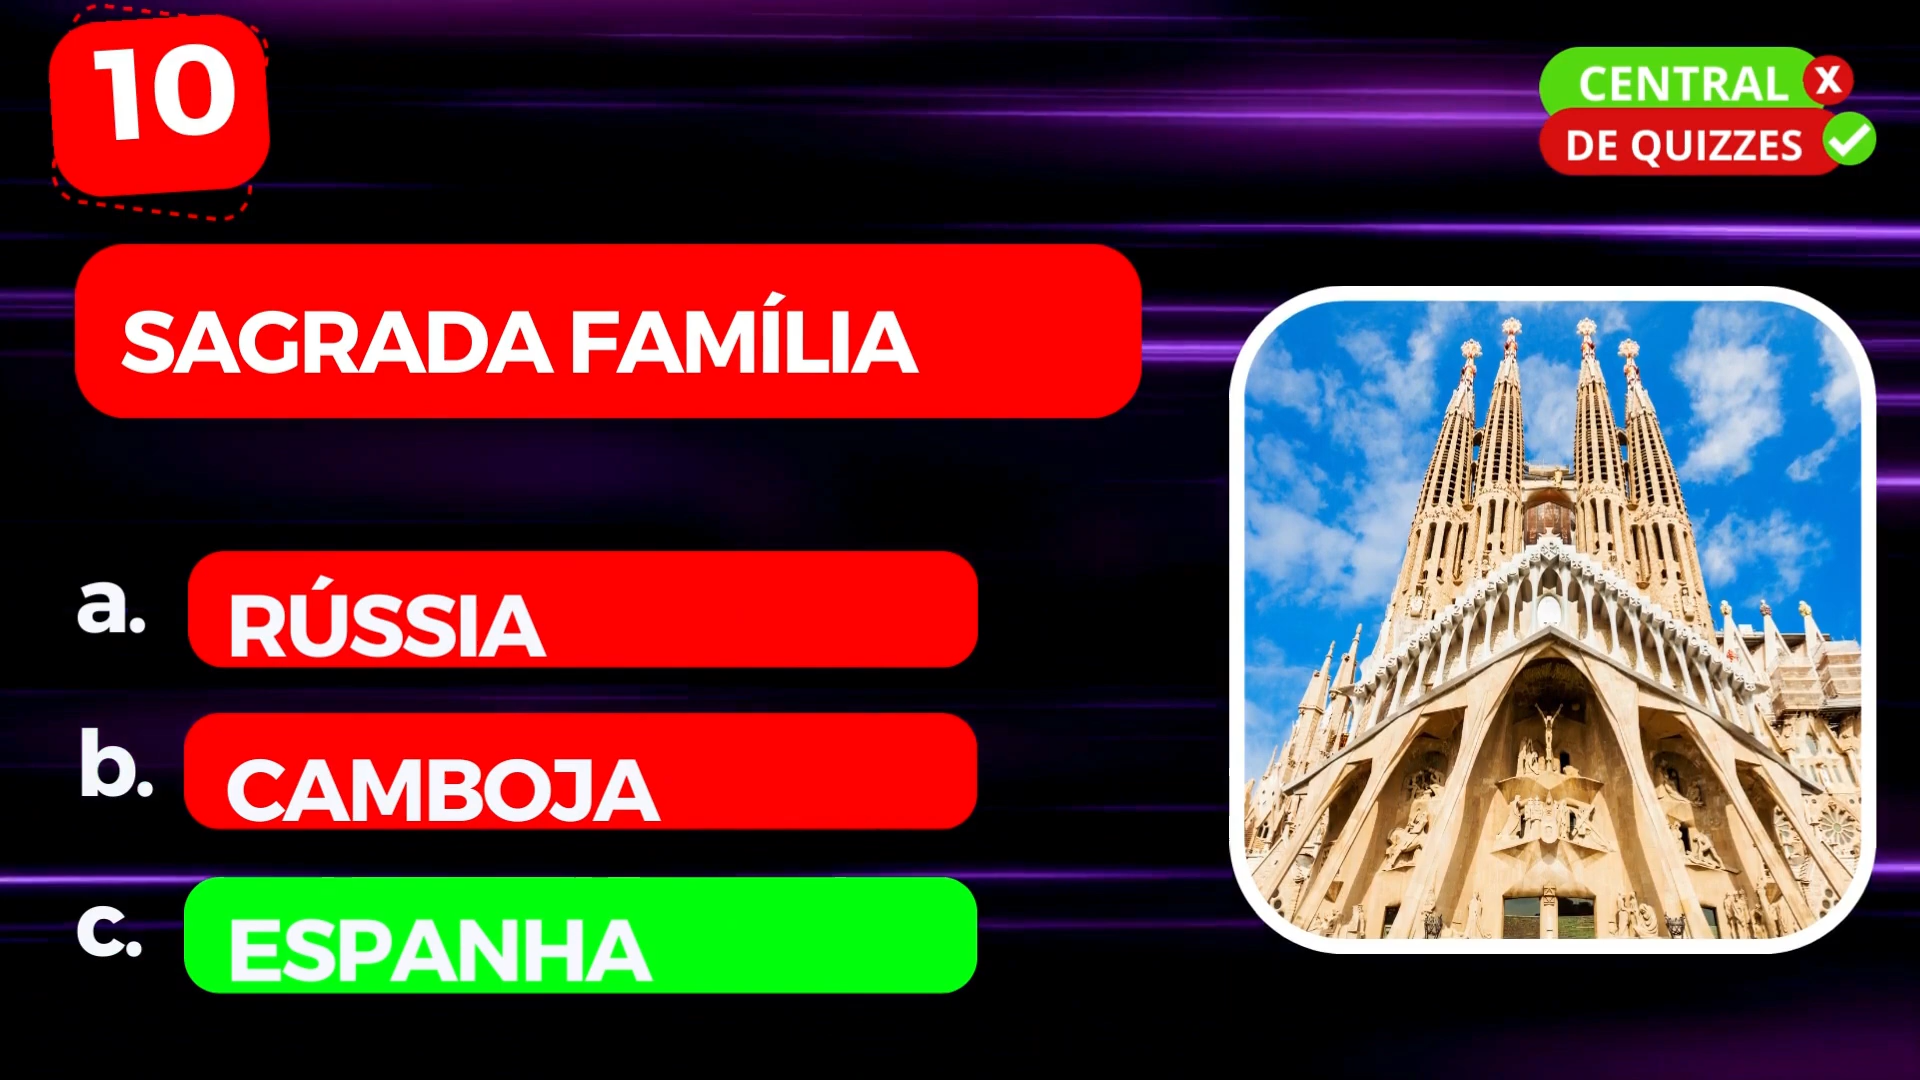 10
CENTRAL X
DE QUIZZES
SAGRADA FAMÍLIA
a. RÚSSIA
b. CAMBOJA
c. ESPANHA